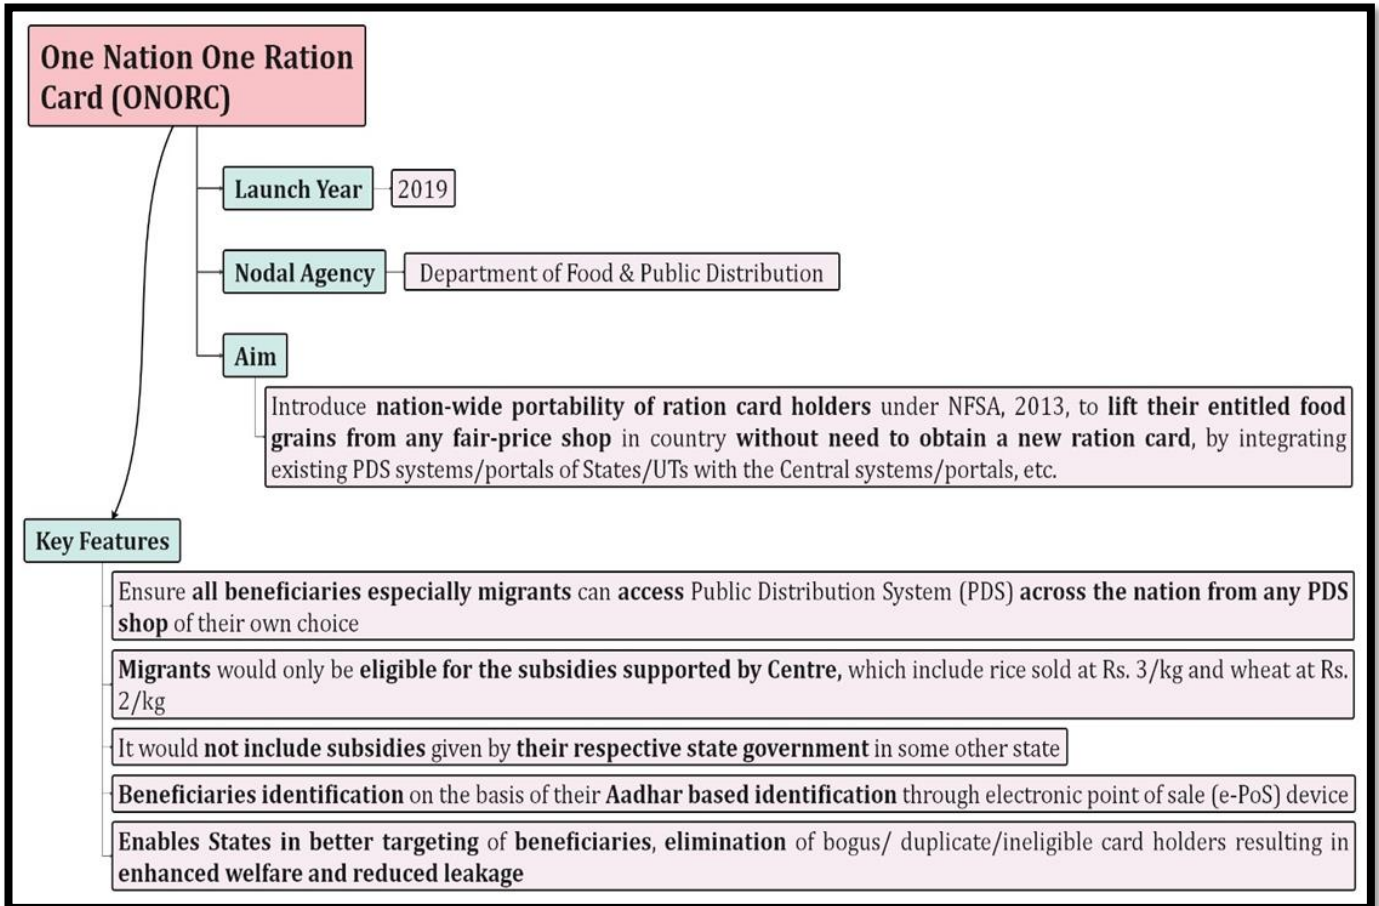 One Nation One Ration
Card (ONORC)
Launch Year
2019
Nodal Agency
Department of Food & Public Distribution
Aim
Introduce nation-wide portability of ration card holders under NFSA, 2013, to lift their entitled food
grains from any fair-price shop in country without need to obtain a new ration card, by integrating
existing PDS systems/portals of States/UTs with the Central systems/portals, etc.
Key Features
Ensure all beneficiaries especially migrants can access Public Distribution System (PDS) across the nation from any PDS
shop of their own choice
Migrants would only be eligible for the subsidies supported by Centre, which include rice sold at Rs. 3/kg and wheat at Rs.
2/kg
It would not include subsidies given by their respective state government in some other state
Beneficiaries identification on the basis of their Aadhar based identification through electronic point of sale (e-PoS) device
Enables States in better targeting of beneficiaries, elimination of bogus/ duplicate/ineligible card holders resulting in
enhanced welfare and reduced leakage